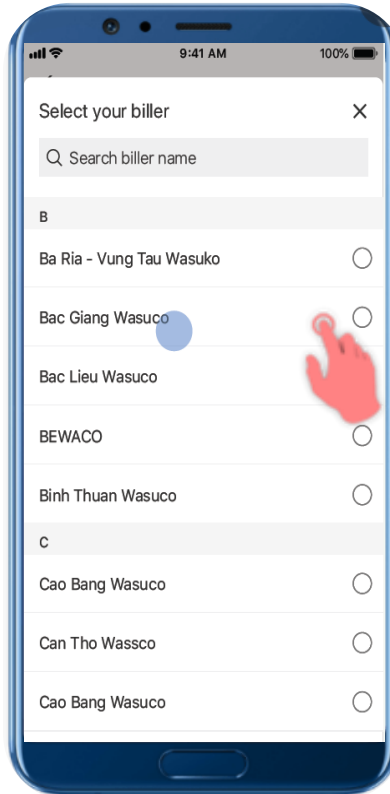 9:41 AM
100%
Select your biller
Search biller name
B
Ba Ria - Vung Tau Wasuko
Bac Giang Wasuco
Bac Lieu Wasuco
BEWACO
Binh Thuan Wasuco
C
Cao Bang Wasuco
Can Tho Wassco
Cao Bang Wasuco